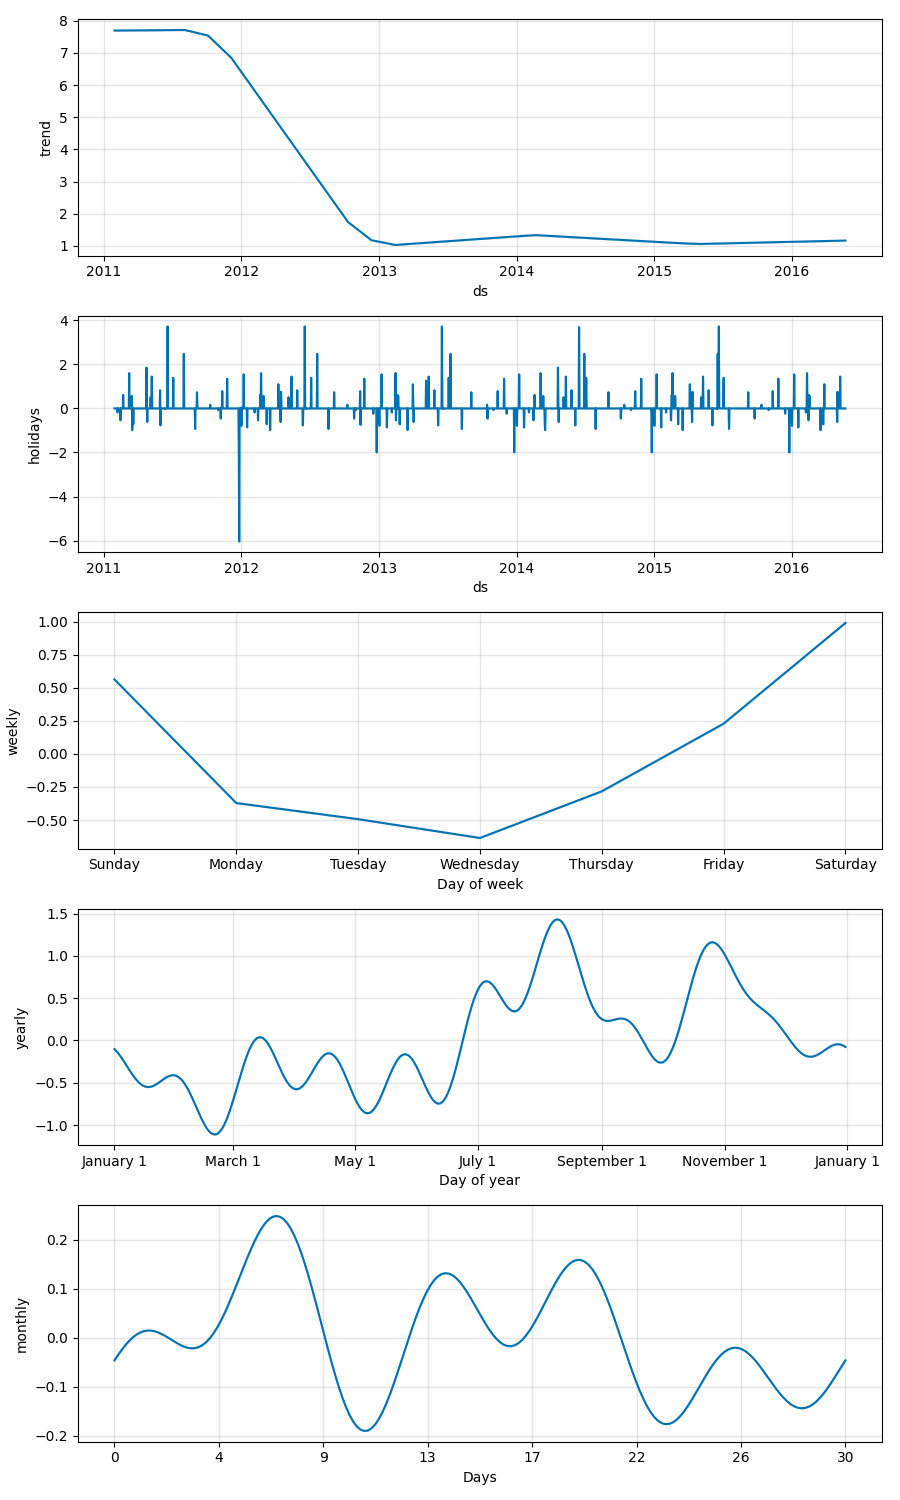 8
7
6
5
4
3
2
1
trend
2011 2012 2013 2014 2015 2016
ds
4
2
0
−2
−4
−6
holidays
2011 2012 2013 2014 2015 2016
ds
1.00
0.75
0.50
0.25
0.00
−0.25
−0.50
weekly
Sunday Monday Tuesday Wednesday Thursday Friday Saturday
Day of week
1.5
1.0
0.5
0.0
−0.5
−1.0
yearly
January 1 March 1 May 1 July 1 September 1 November 1 January 1
Day of year
0.2
0.1
0.0
−0.1
−0.2
monthly
0 4 9 13 17 22 26 30
Days